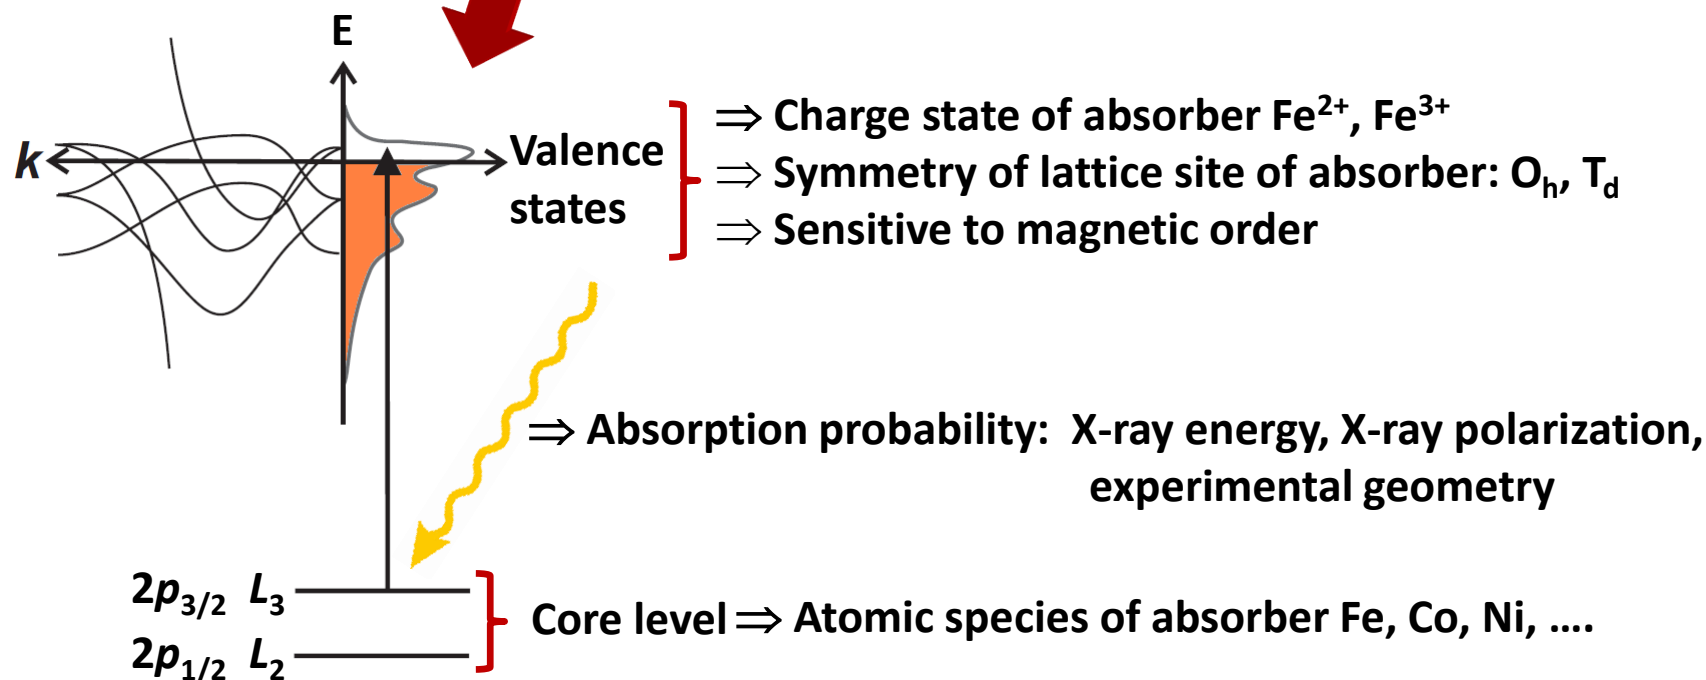 E
k
Valence
states
⇒ Charge state of absorber Fe²⁺, Fe³⁺
⇒ Symmetry of lattice site of absorber: Oₕ, T_d
⇒ Sensitive to magnetic order
⇒ Absorption probability: X-ray energy, X-ray polarization,
experimental geometry
2p₃/₂ L₃
2p₁/₂ L₂
Core level ⇒ Atomic species of absorber Fe, Co, Ni, ....